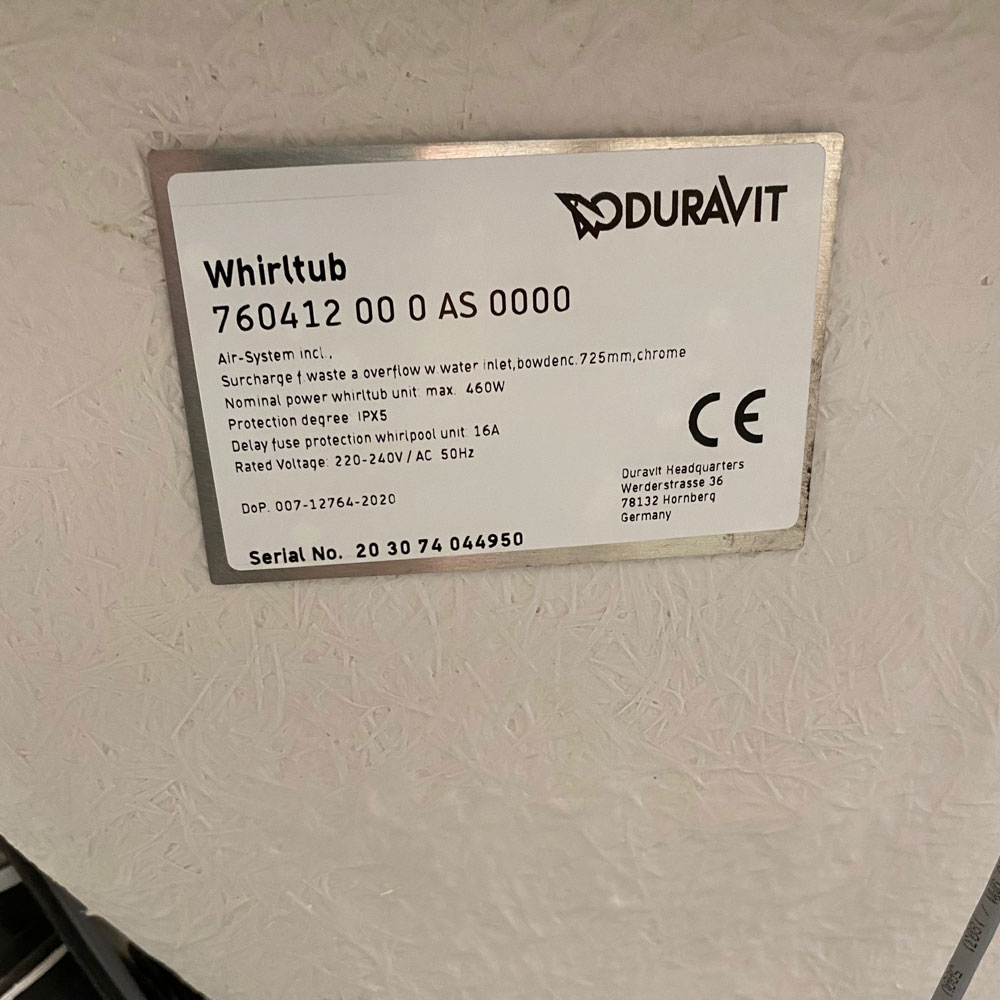 DURAVIT
Whirltub
760412 00 0 AS 0000
Air-System incl.,
Surcharge f.waste a.overflow w.water inlet,bowdenc.725mm,chrome
Nominal power whirltub unit: max. 460W
Protection degree: IPX5
Delay fuse protection whirlpool unit: 16A
Rated Voltage: 220-240V / AC 50Hz
CE
DoP. 007-12764-2020
Duravit Headquarters
Werderstrasse 36
78132 Hornberg
Germany
Serial No. 20 30 74 044950